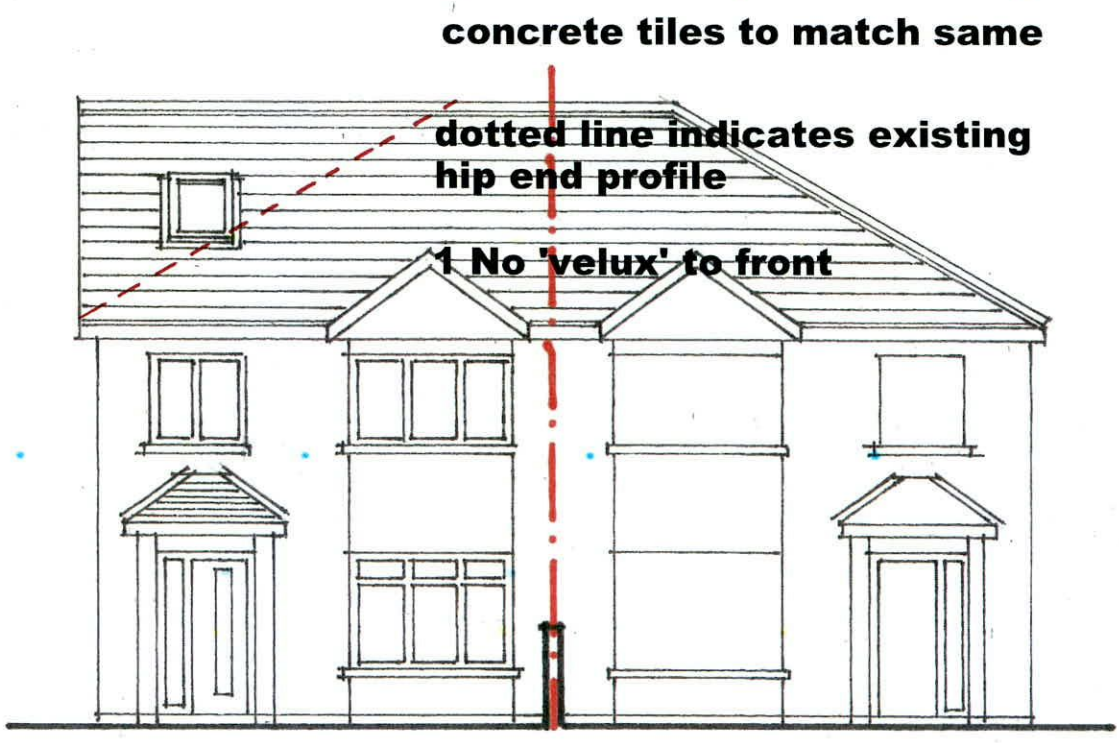 concrete tiles to match same
dotted line indicates existing
hip end profile
1 No 'velux' to front